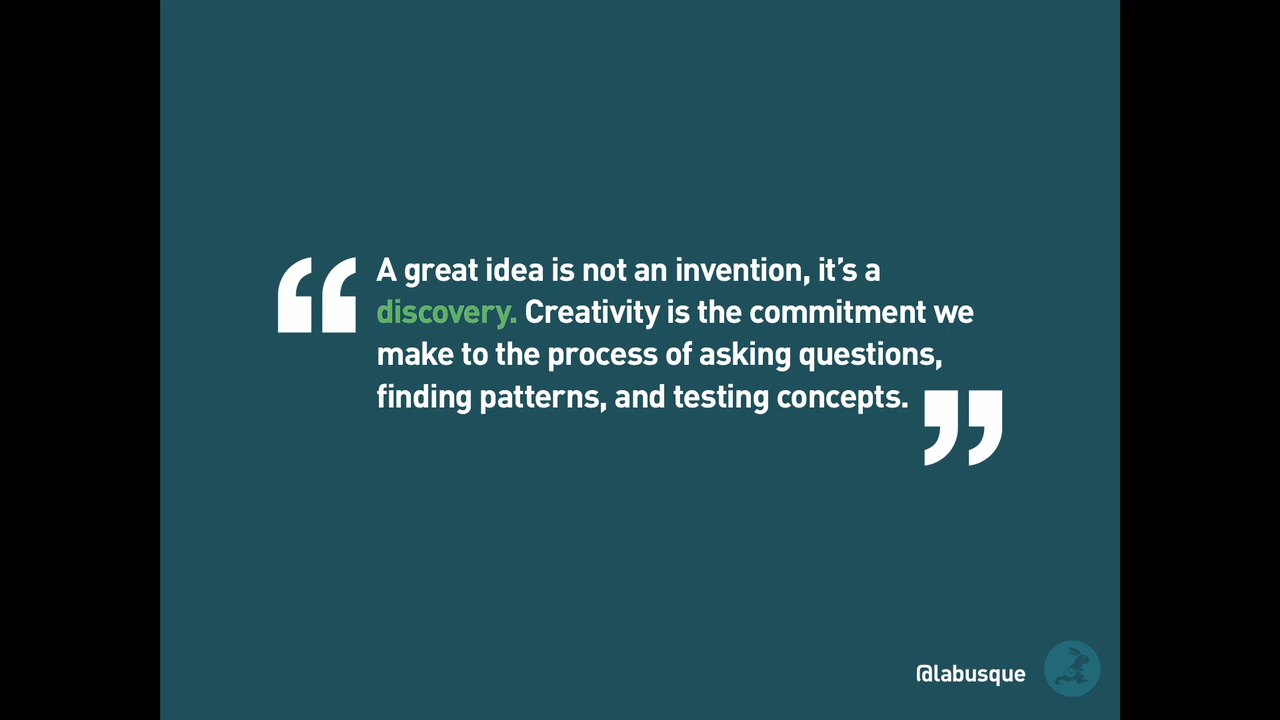 “A great idea is not an invention, it’s a
discovery. Creativity is the commitment we
make to the process of asking questions,
finding patterns, and testing concepts.”
@labusque